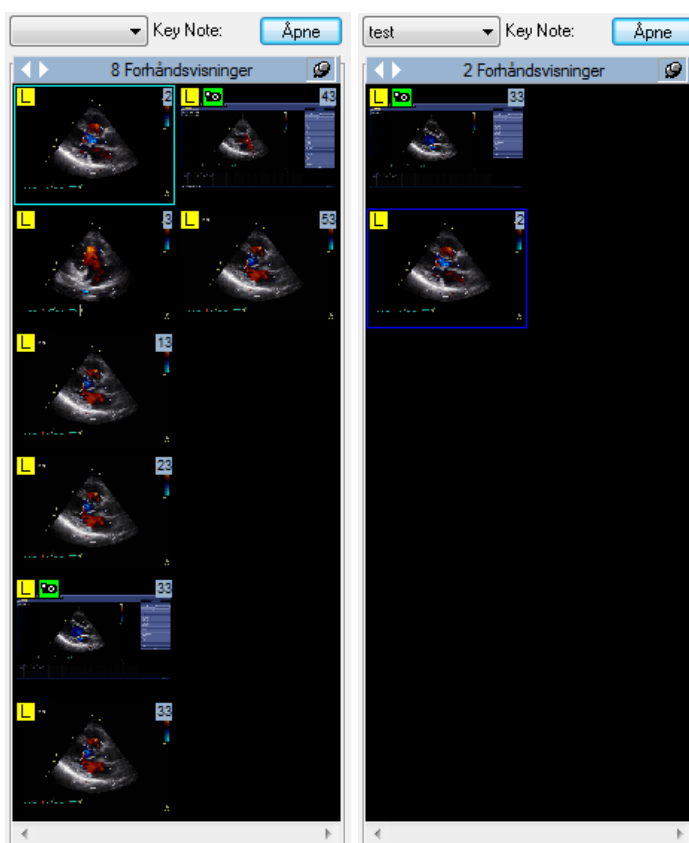 Key Note: Åpne
8 Forhåndsvisninger
L 2
L 43
L 3
L 53
L 13
L 23
L 33
L 33
test Key Note: Åpne
2 Forhåndsvisninger
L 33
L 2